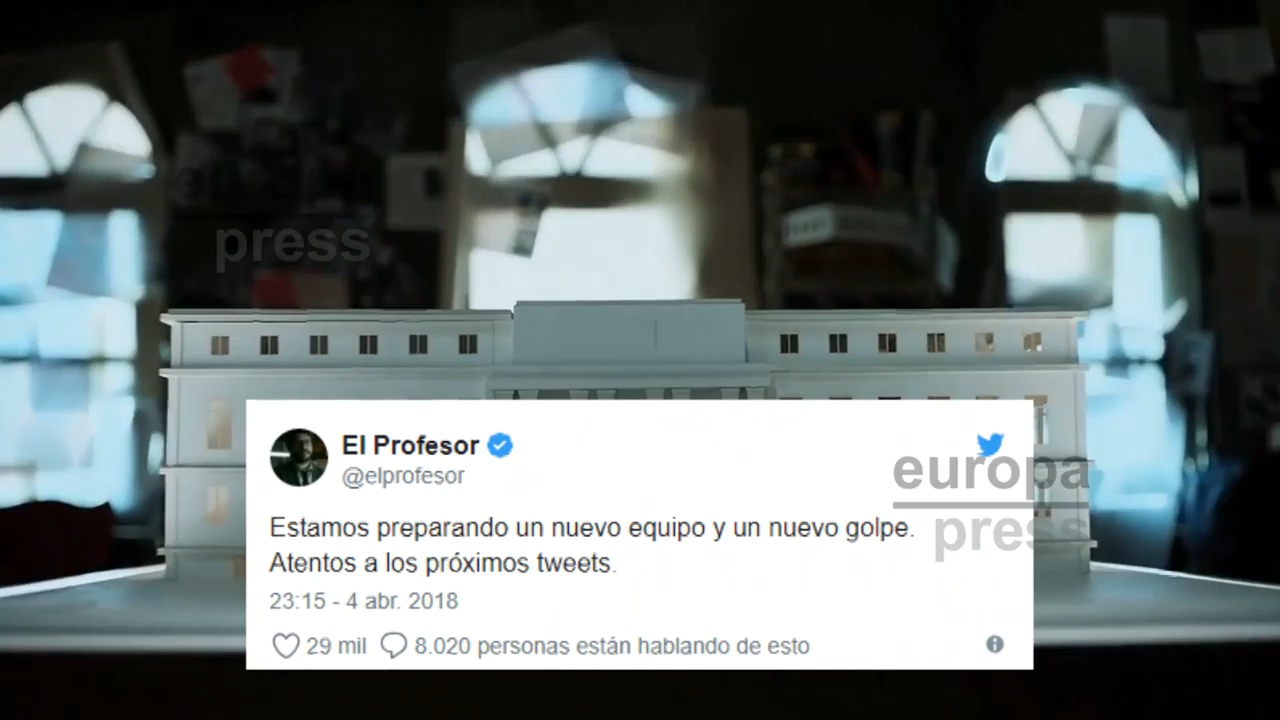 press
El Profesor
@elprofesor
europa
press
Estamos preparando un nuevo equipo y un nuevo golpe.
Atentos a los próximos tweets.
23:15 - 4 abr. 2018
29 mil 8.020 personas están hablando de esto